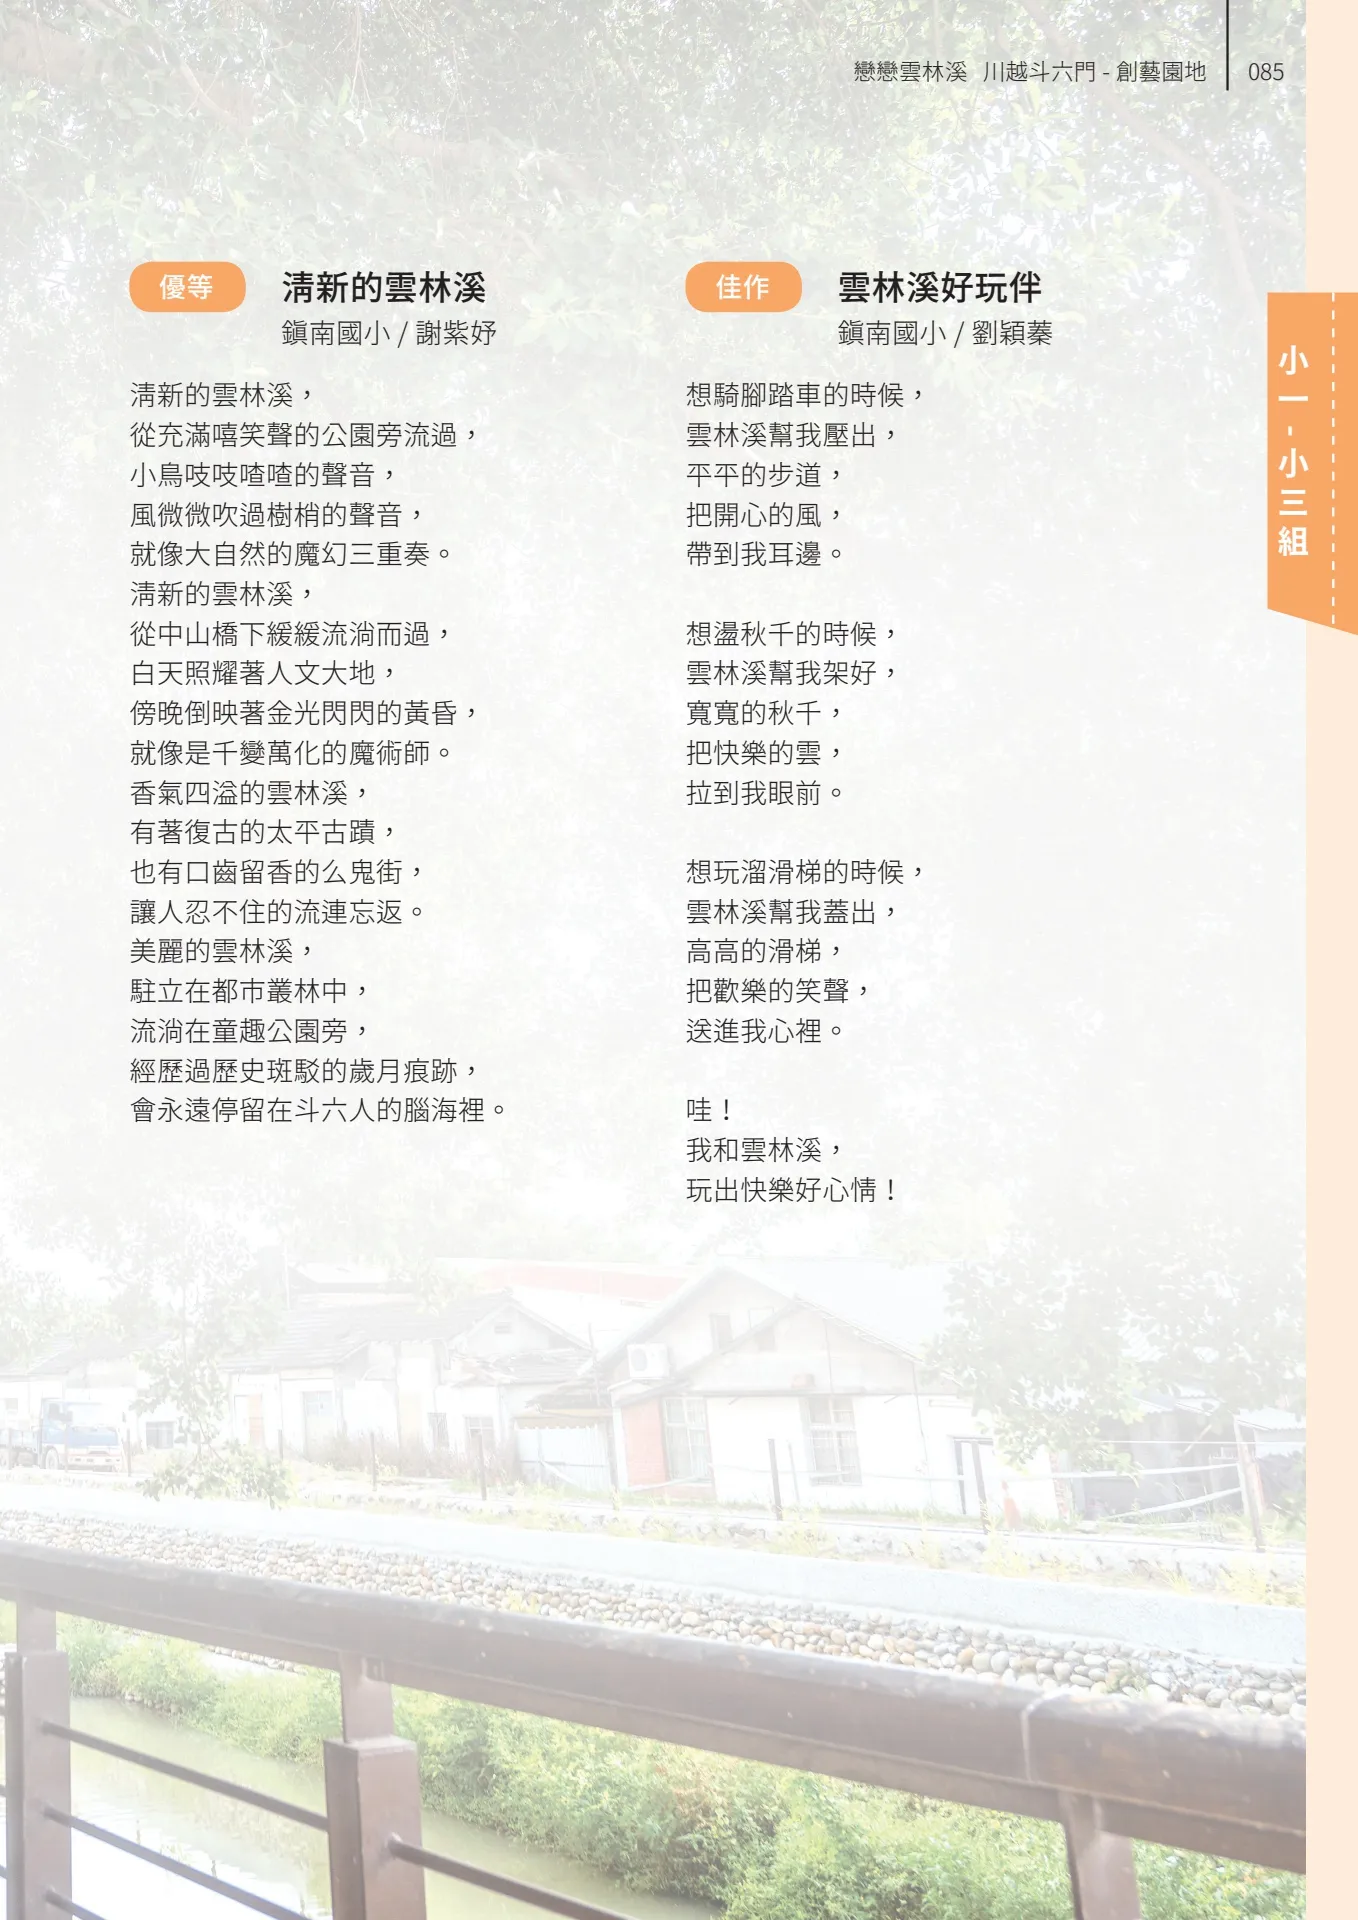 戀戀雲林溪 川越斗六門 - 創藝園地 085
優等 清新的雲林溪
鎮南國小 / 謝紫妤
清新的雲林溪，
從充滿嘻笑聲的公園旁流過，
小鳥吱吱喳喳的聲音，
風微微吹過樹梢的聲音，
就像大自然的魔幻三重奏。
清新的雲林溪，
從中山橋下緩緩流淌而過，
白天照耀著人文大地，
傍晚倒映著金光閃閃的黃昏，
就像是千變萬化的魔術師。
香氣四溢的雲林溪，
有著復古的太平古蹟，
也有口齒留香的么鬼街，
讓人忍不住的流連忘返。
美麗的雲林溪，
駐立在都市叢林中，
流淌在童趣公園旁，
經歷過歷史斑駁的歲月痕跡，
會永遠停留在斗六人的腦海裡。
佳作 雲林溪好玩伴
鎮南國小 / 劉穎蓁
想騎腳踏車的時候，
雲林溪幫我壓出，
平平的步道，
把開心的風，
帶到我耳邊。
想盪秋千的時候，
雲林溪幫我架好，
寬寬的秋千，
把快樂的雲，
拉到我眼前。
想玩溜滑梯的時候，
雲林溪幫我蓋出，
高高的滑梯，
把歡樂的笑聲，
送進我心裡。
哇！
我和雲林溪，
玩出快樂好心情！
小一-小三組